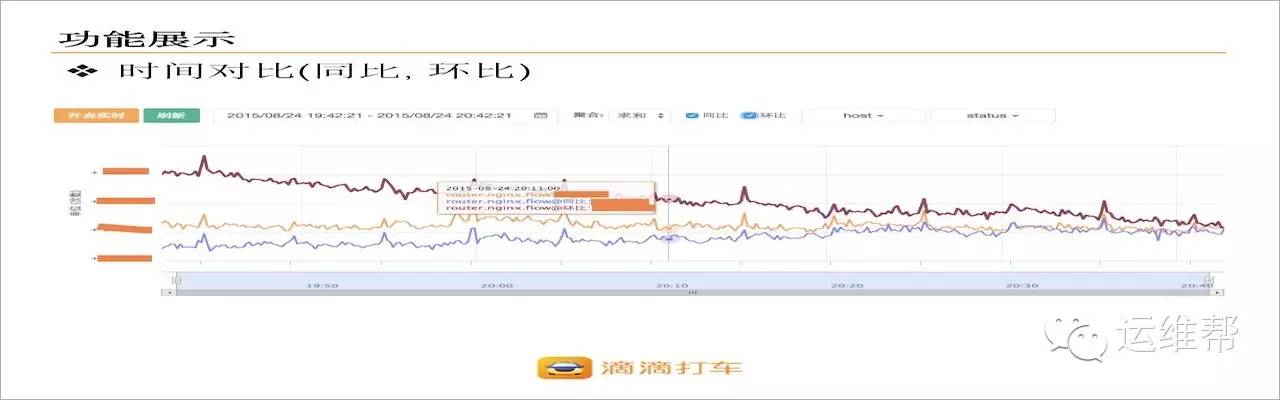 功能展示
❖ 时间对比(同比, 环比)
开启实时 刷新 2015/08/24 19:42:21 - 2015/08/24 20:42:21 聚合: 求和 同比 环比 host status
单位(次数)
2015-08-24 20:11:00
router.nginx.flow
router.nginx.flow@同比:
router.nginx.flow@环比:
19:50 20:00 20:10 20:20 20:30 20:40
运维帮
滴滴打车